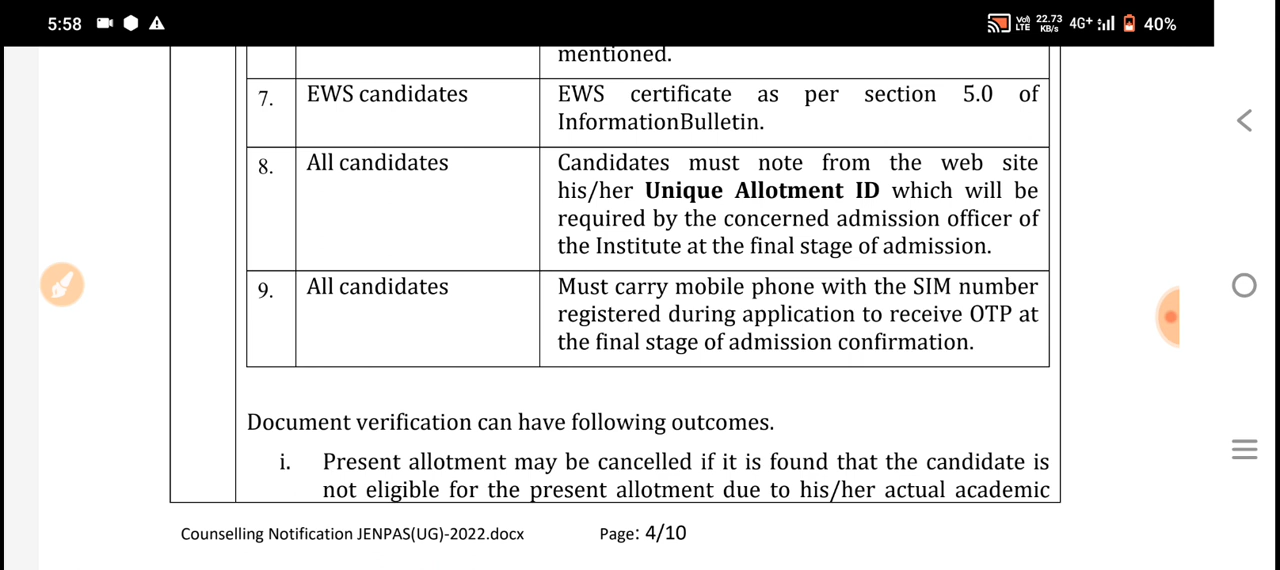 5:58
Vo) LTE 22.73 KB/s 4G+ 40%
mentioned.
7. EWS candidates EWS certificate as per section 5.0 of
InformationBulletin.
8. All candidates Candidates must note from the web site
his/her Unique Allotment ID which will be
required by the concerned admission officer of
the Institute at the final stage of admission.
9. All candidates Must carry mobile phone with the SIM number
registered during application to receive OTP at
the final stage of admission confirmation.
Document verification can have following outcomes.
i. Present allotment may be cancelled if it is found that the candidate is
not eligible for the present allotment due to his/her actual academic
Counselling Notification JENPAS(UG)-2022.docx Page: 4/10